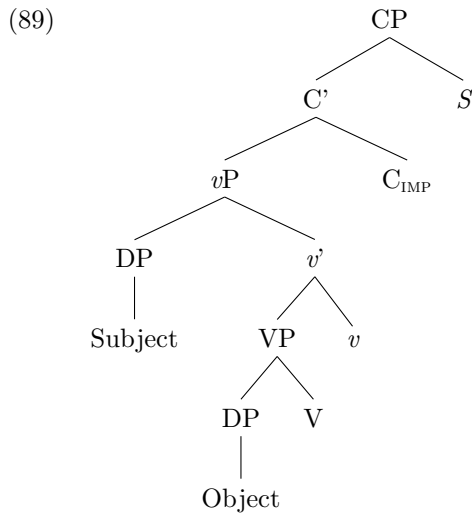 (89)
CP
C’ S
vP C_IMP
DP v’
Subject VP v
DP V
Object